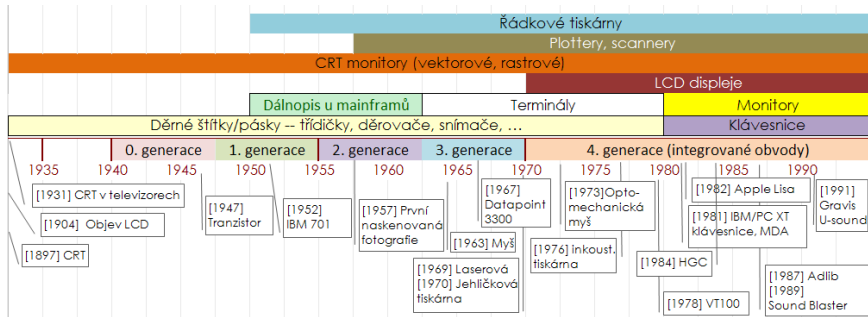 Řádkové tiskárny
Plottery, scannery
CRT monitory (vektorové, rastrové)
LCD displeje
Dálnopis u mainframů
Terminály
Monitory
Děrné štítky/pásky -- třídičky, děrovače, snímače, …
Klávesnice
0. generace
1. generace
2. generace
3. generace
4. generace (integrované obvody)
1935
1940
1945
1950
1955
1960
1965
1970
1975
1980
1985
1990
[1931] CRT v televizorech
[1904] Objev LCD
[1897] CRT
[1947]
Tranzistor
[1952]
IBM 701
[1957] První
naskenovaná
fotografie
[1963] Myš
[1969] Laserová
[1970] Jehličková
tiskárna
[1967]
Datapoint
3300
[1973]Opto-
mechanická
myš
[1976] inkoust.
tiskárna
[1982] Apple Lisa
[1981] IBM/PC XT
klávesnice, MDA
[1984] HGC
[1978] VT100
[1991]
Gravis
U-sound
[1987] Adlib
[1989]
Sound Blaster